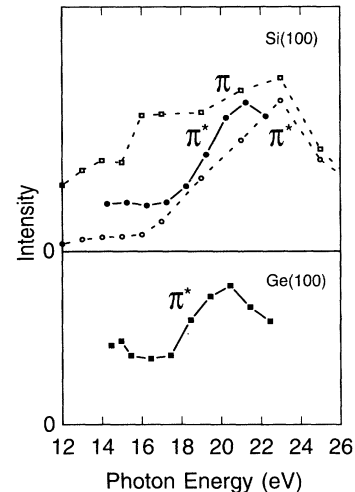 Si(100)
π
π*
π*
0
Intensity
Ge(100)
π*
0
12 14 16 18 20 22 24 26
Photon Energy (eV)